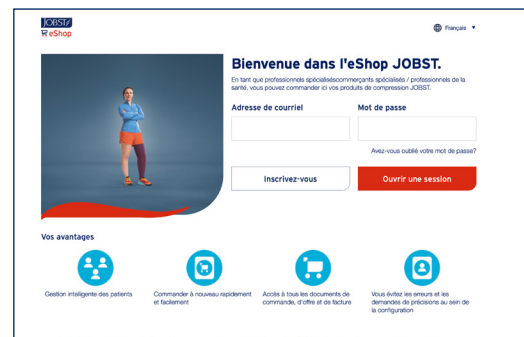 JOBST
eShop
Français
Bienvenue dans l'eShop JOBST.
En tant que professionnels spécialiséscommerçants spécialisés / professionnels de la
santé, vous pouvez commander ici vos produits de compression JOBST.
Adresse de courriel
Mot de passe
Avez-vous oublié votre mot de passe?
Inscrivez-vous
Ouvrir une session
Vos avantages
Gestion intelligente des patients
Commander à nouveau rapidement
et facilement
Accès à tous les documents de
commande, d'offre et de facture
Vous évitez les erreurs et les
demandes de précisions au sein de
la configuration